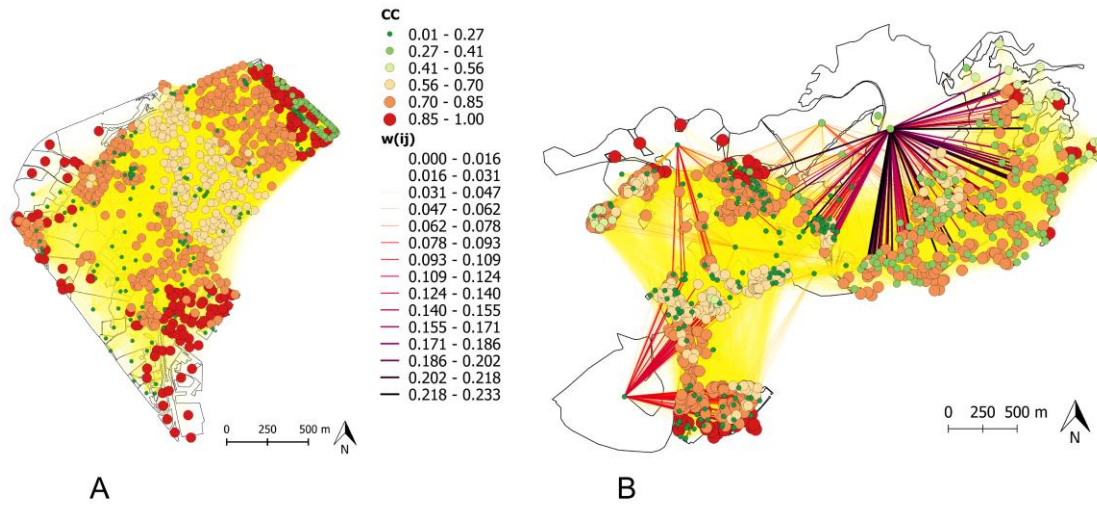 CC
0.01 - 0.27
0.27 - 0.41
0.41 - 0.56
0.56 - 0.70
0.70 - 0.85
0.85 - 1.00
w(ij)
0.000 - 0.016
0.016 - 0.031
0.031 - 0.047
0.047 - 0.062
0.062 - 0.078
0.078 - 0.093
0.093 - 0.109
0.109 - 0.124
0.124 - 0.140
0.140 - 0.155
0.155 - 0.171
0.171 - 0.186
0.186 - 0.202
0.202 - 0.218
0.218 - 0.233
0 250 500 m
N
0 250 500 m
N
A
B